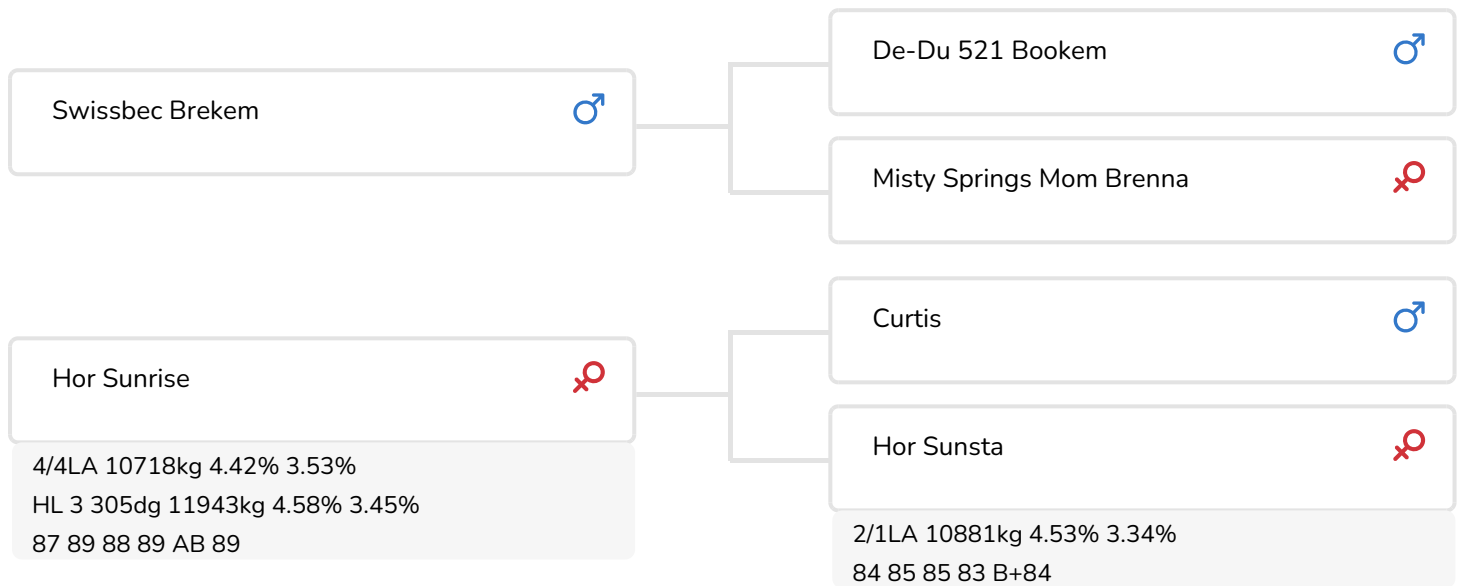 Swissbec Brekem
De-Du 521 Bookem
Misty Springs Mom Brenna
Hor Sunrise
4/4LA 10718kg 4.42% 3.53%
HL 3 305dg 11943kg 4.58% 3.45%
87 89 88 89 AB 89
Curtis
Hor Sunsta
2/1LA 10881kg 4.53% 3.34%
84 85 85 83 B+84